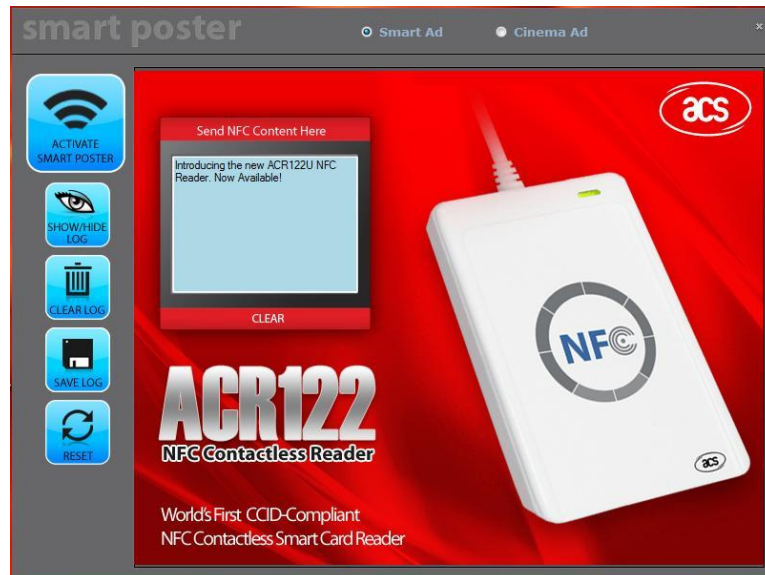 smart poster
Smart Ad
Cinema Ad
x
ACTIVATE
SMART POSTER
SHOW/HIDE
LOG
CLEAR LOG
SAVE LOG
RESET
Send NFC Content Here
Introducing the new ACR122U NFC
Reader. Now Available!
CLEAR
acs
NFC
acs
ACR122
NFC Contactless Reader
World's First CCID-Compliant
NFC Contactless Smart Card Reader